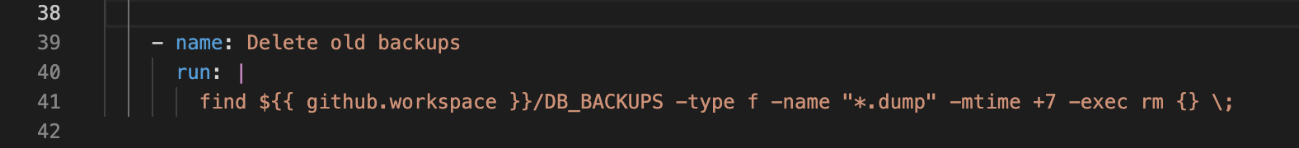 38
39 - name: Delete old backups
40 run: |
41 find ${{ github.workspace }}/DB_BACKUPS -type f -name "*.dump" -mtime +7 -exec rm {} \;
42